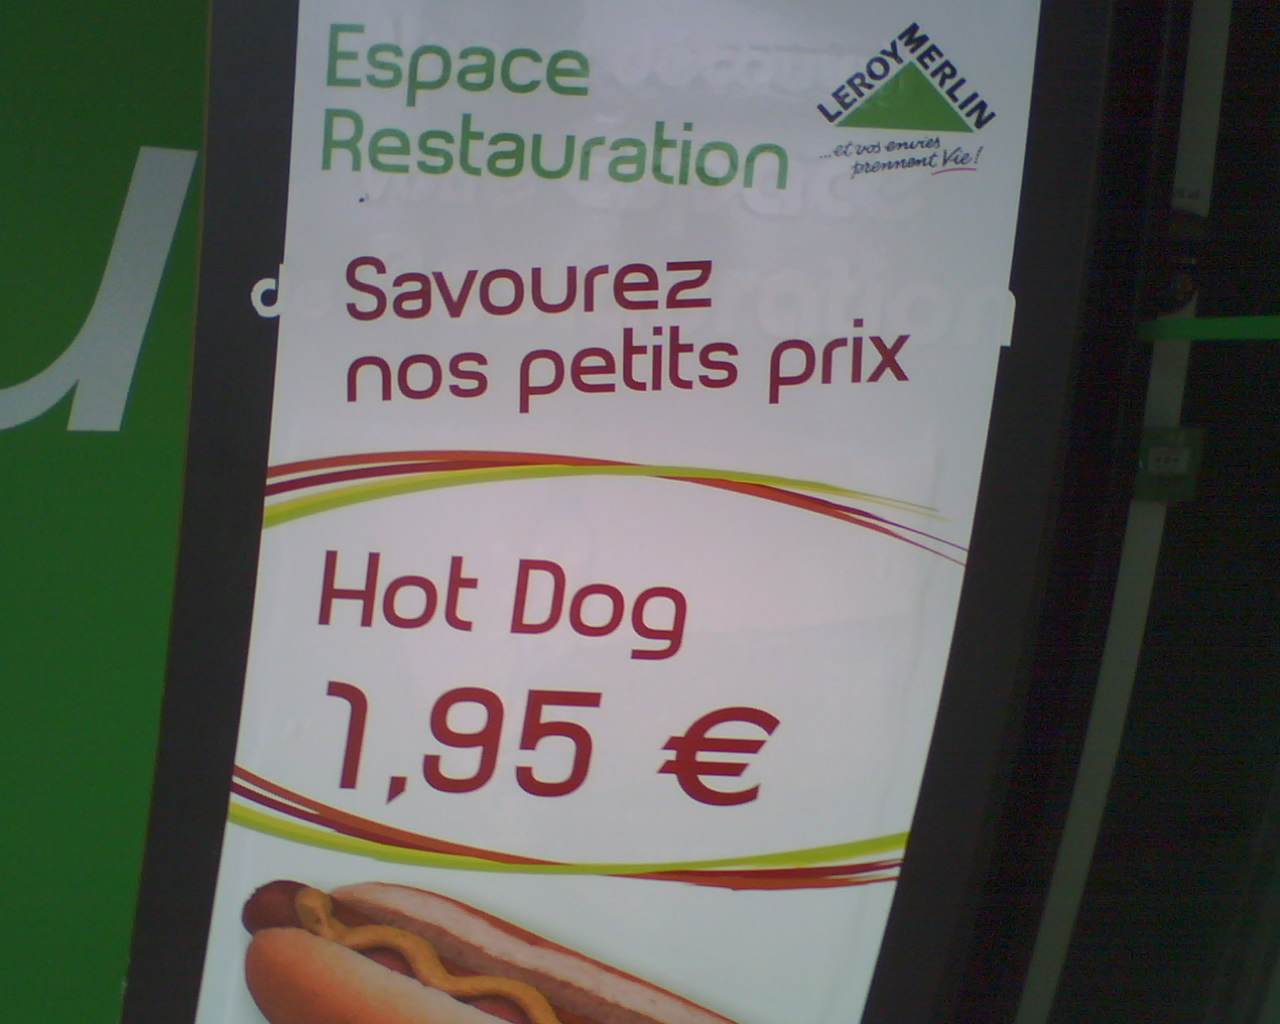 Espace
Restauration
LEROY MERLIN
...et vos envies
prennent Vie!
Savourez
nos petits prix
Hot Dog
1,95 €